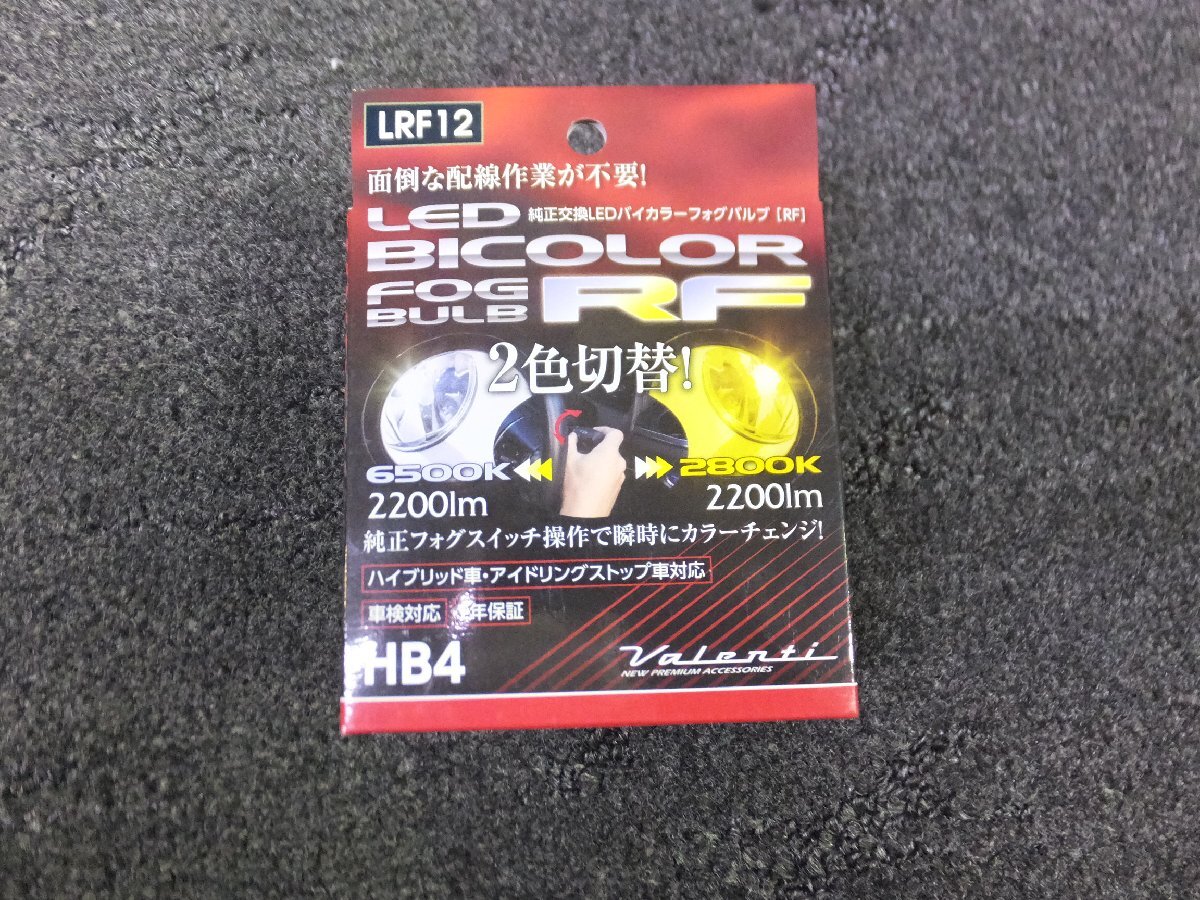 LRF12
面倒な配線作業が不要!
LED 純正交換LEDバイカラーフォグバルブ [RF]
BICOLOR
FOG BULB RF
2色切替!
6500K 2800K
2200lm 2200lm
純正フォグスイッチ操作で瞬時にカラーチェンジ!
ハイブリッド車・アイドリングストップ車対応
車検対応 年保証
HB4 Valenti
NEW PREMIUM ACCESSORIES